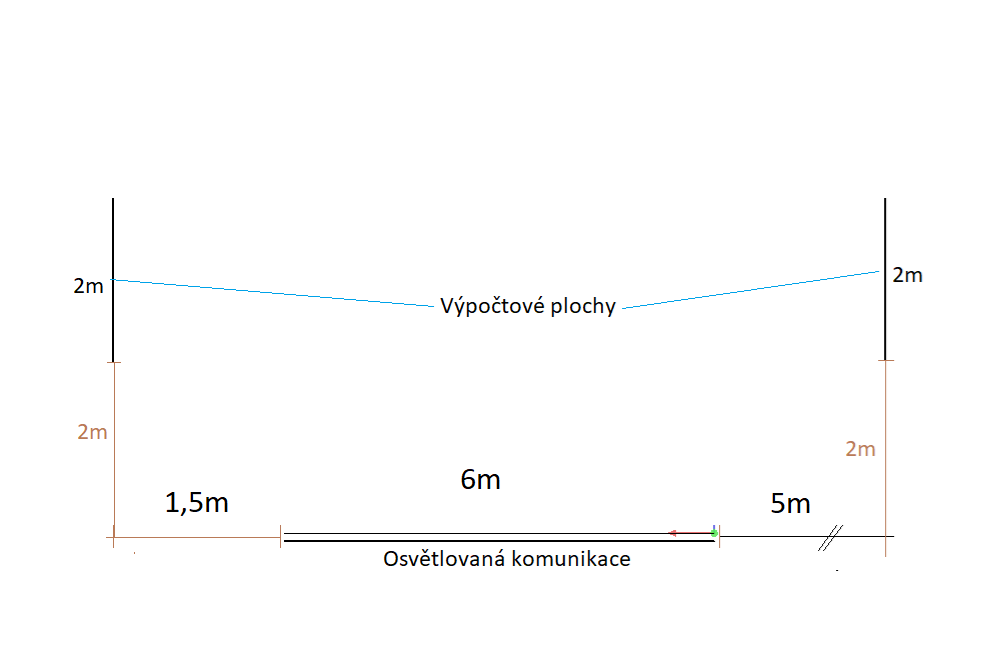 2m
2m
Výpočtové plochy
2m
2m
6m
1,5m
5m
Osvětlovaná komunikace